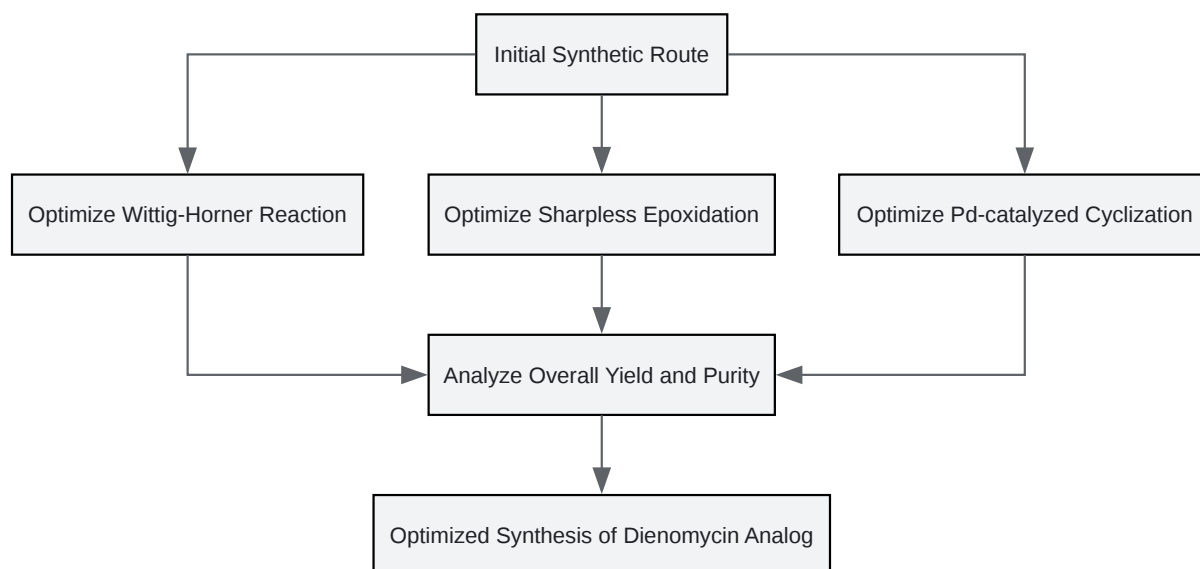 Initial Synthetic Route
Optimize Wittig-Horner Reaction
Optimize Sharpless Epoxidation
Optimize Pd-catalyzed Cyclization
Analyze Overall Yield and Purity
Optimized Synthesis of Dienomycin Analog